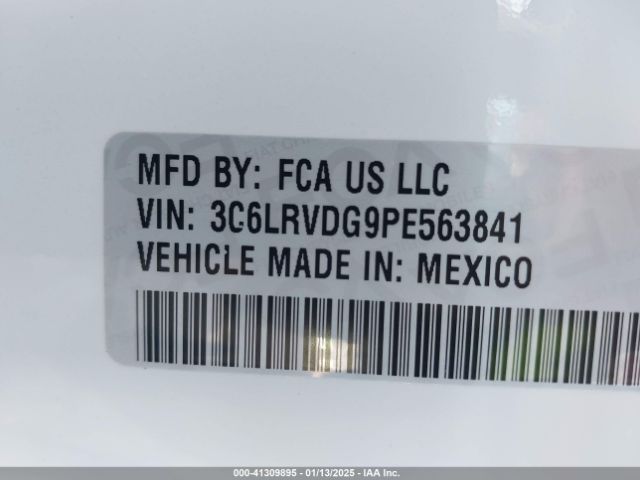 MFD BY: FCA US LLC
VIN: 3C6LRVDG9PE563841
VEHICLE MADE IN: MEXICO
000-41309895 - 01/13/2025 - IAA Inc.